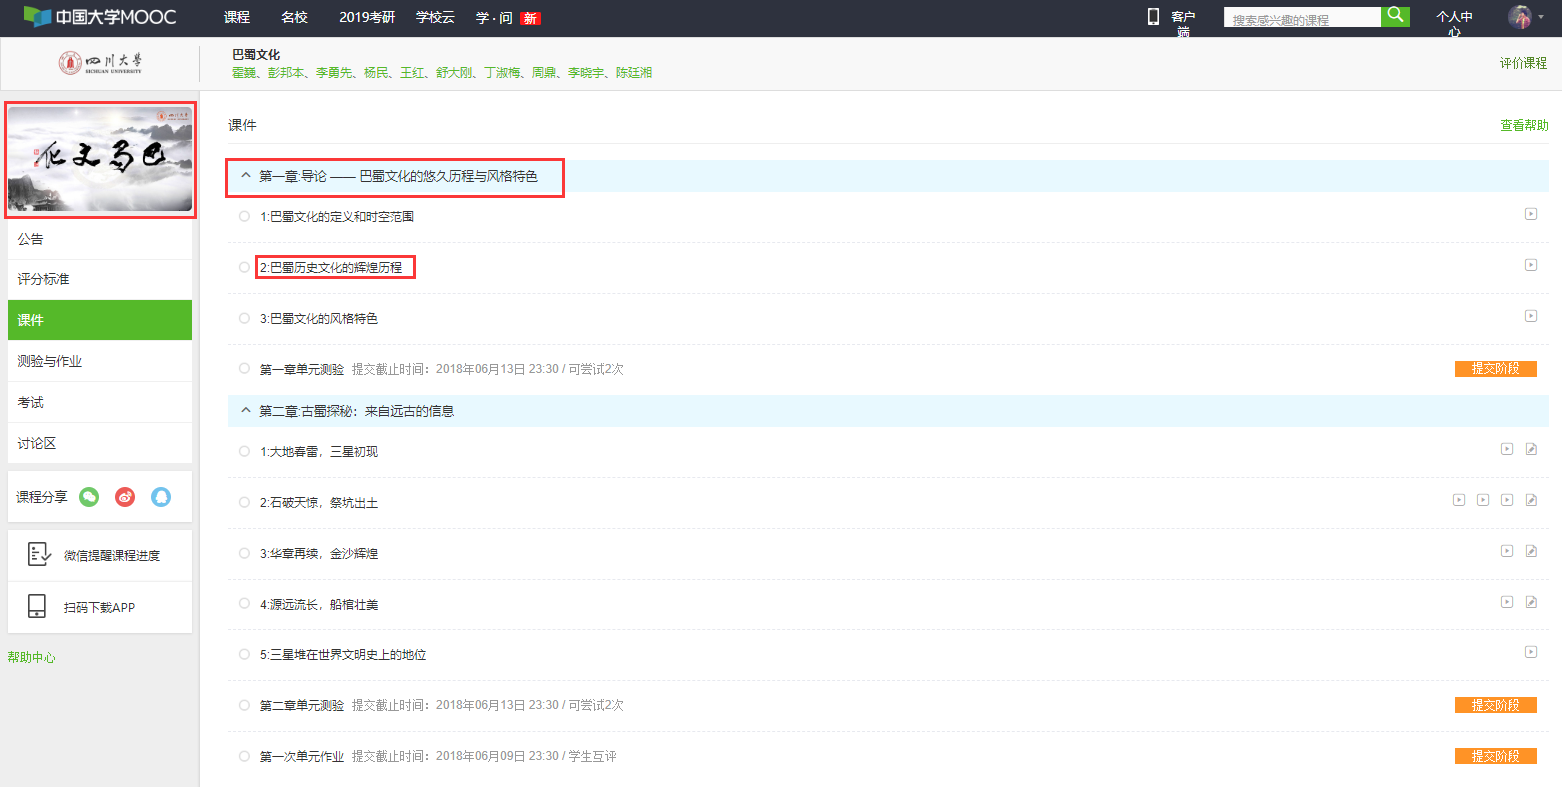 中国大学MOOC 课程 名校 2019考研 学校云 学·问 新 客户端 搜索感兴趣的课程 个人中心
四川大学
SICHUAN UNIVERSITY
巴蜀文化
霍巍、彭邦本、李勇先、杨民、王红、舒大刚、丁淑梅、周鼎、李晓宇、陈廷湘
评价课程
四川大学
巴蜀文化
公告
评分标准
课件
测验与作业
考试
讨论区
课程分享
微信提醒课程进度
扫码下载APP
帮助中心
课件 查看帮助
第一章:导论 —— 巴蜀文化的悠久历程与风格特色
1:巴蜀文化的定义和时空范围
2:巴蜀历史文化的辉煌历程
3:巴蜀文化的风格特色
第一章单元测验 提交截止时间：2018年06月13日 23:30 / 可尝试2次 提交阶段
第二章:古蜀探秘：来自远古的信息
1:大地春雷，三星初现
2:石破天惊，祭坑出土
3:华章再续，金沙辉煌
4:源远流长，船棺壮美
5:三星堆在世界文明史上的地位
第二章单元测验 提交截止时间：2018年06月13日 23:30 / 可尝试2次 提交阶段
第一次单元作业 提交截止时间：2018年06月09日 23:30 / 学生互评 提交阶段